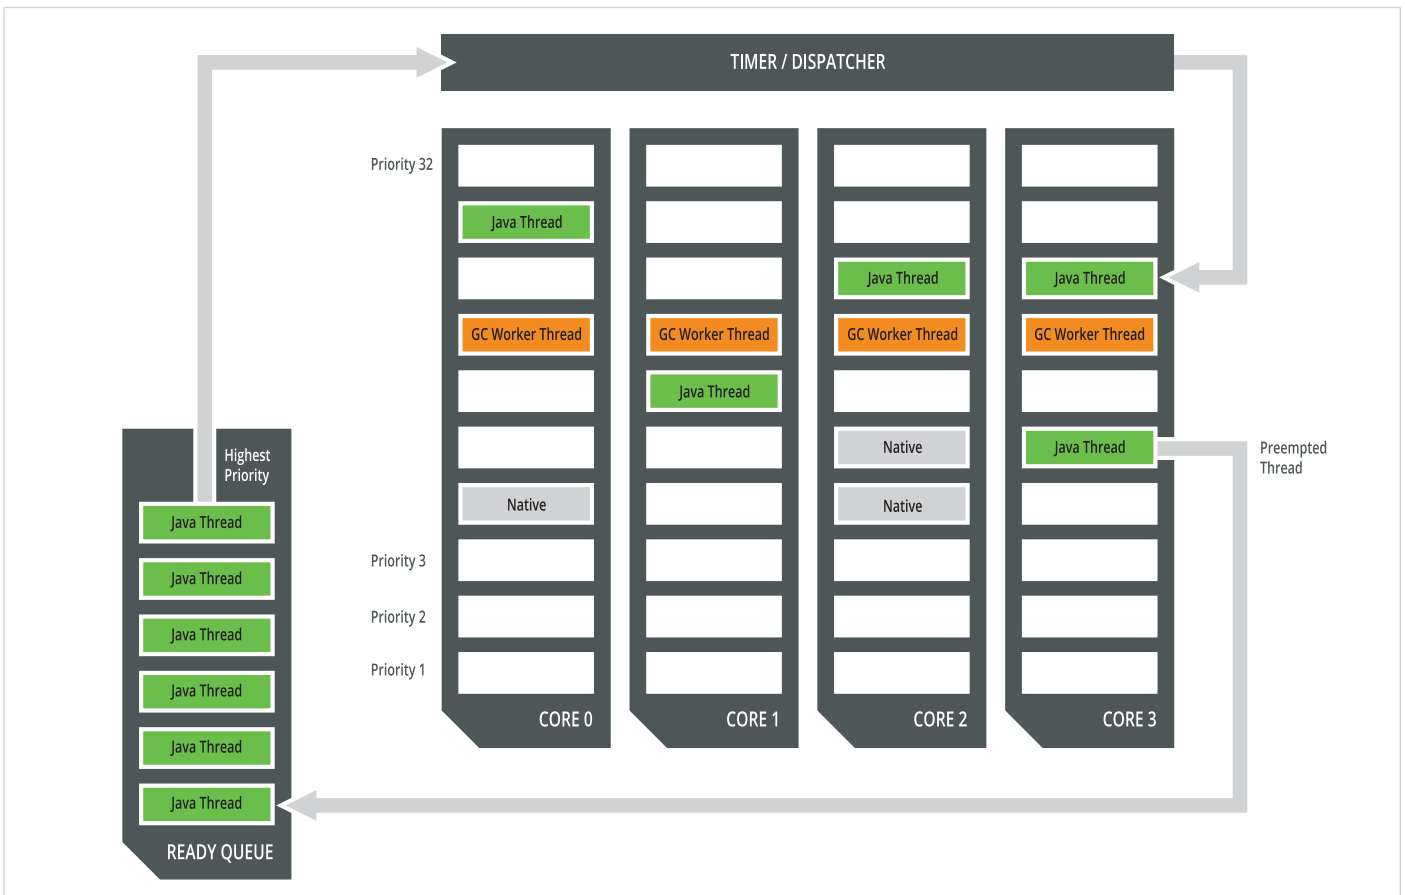 TIMER / DISPATCHER
Priority 32
Java Thread
Java Thread
Java Thread
GC Worker Thread
GC Worker Thread
GC Worker Thread
GC Worker Thread
Java Thread
Native
Java Thread
Preempted
Thread
Highest
Priority
Native
Native
Java Thread
Priority 3
Java Thread
Priority 2
Java Thread
Priority 1
Java Thread
CORE 0
CORE 1
CORE 2
CORE 3
Java Thread
Java Thread
READY QUEUE